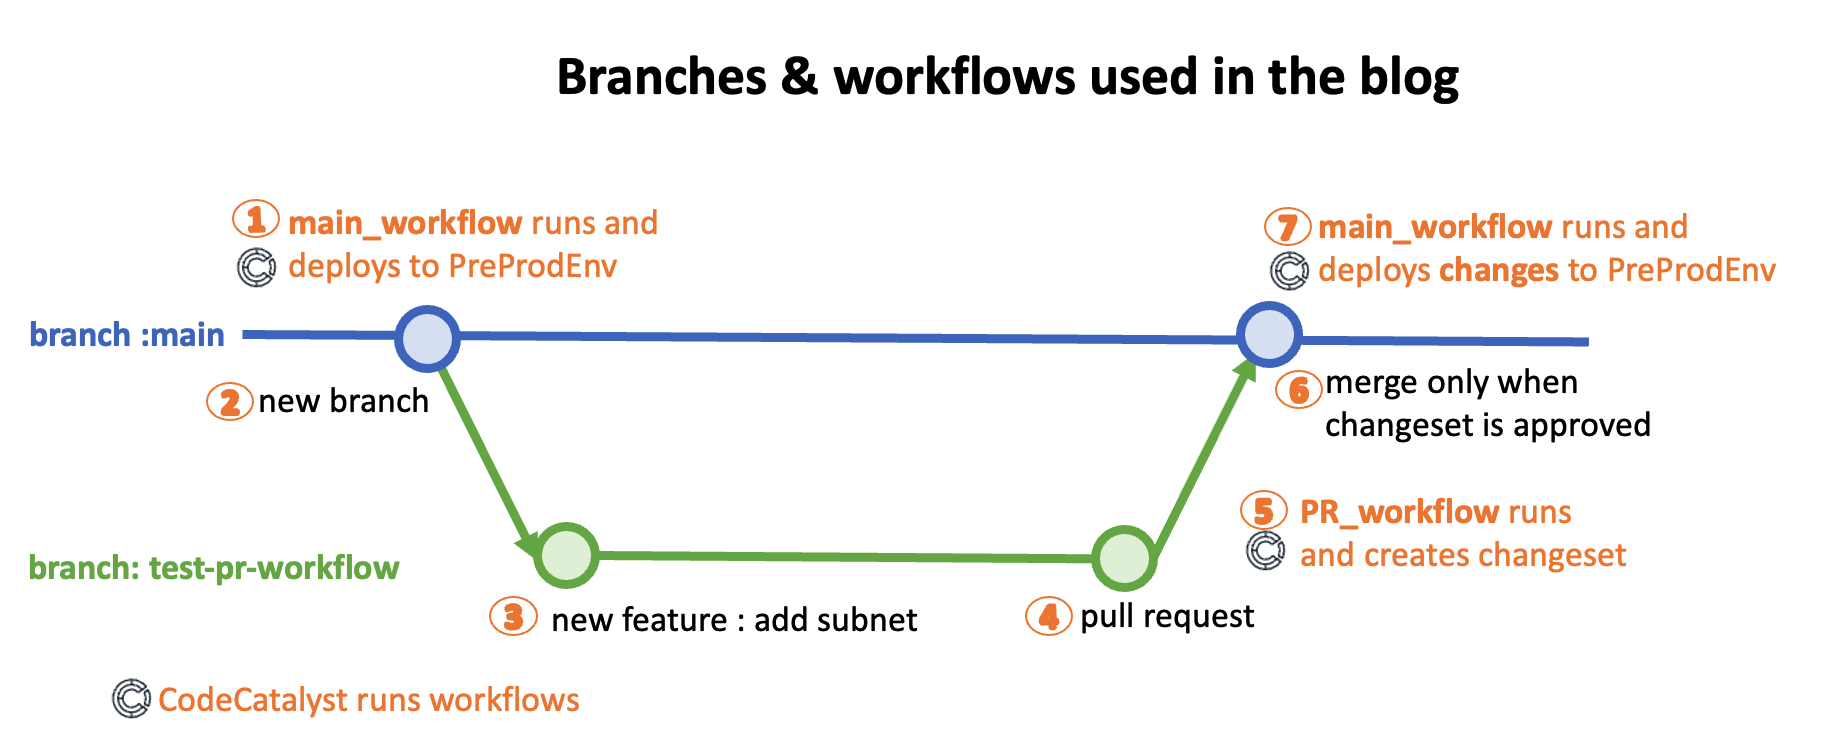 Branches & workflows used in the blog
1 main_workflow runs and
deploys to PreProdEnv
7 main_workflow runs and
deploys changes to PreProdEnv
branch :main
2 new branch
6 merge only when
changeset is approved
5 PR_workflow runs
and creates changeset
branch: test-pr-workflow
3 new feature : add subnet
4 pull request
CodeCatalyst runs workflows